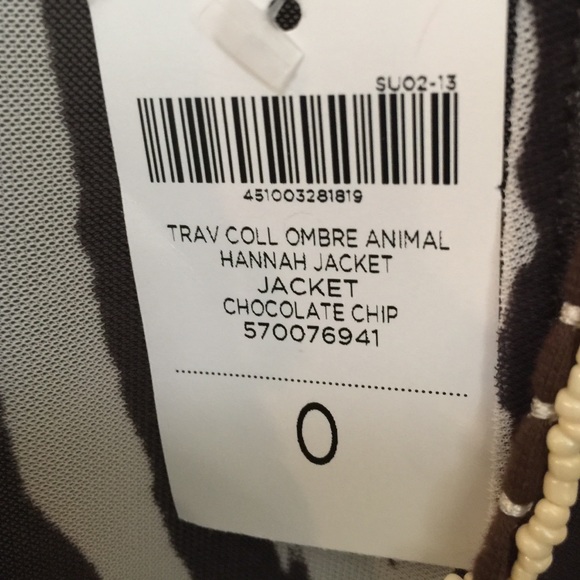 SU02-13
451003281819
TRAV COLL OMBRE ANIMAL
HANNAH JACKET
JACKET
CHOCOLATE CHIP
570076941
0